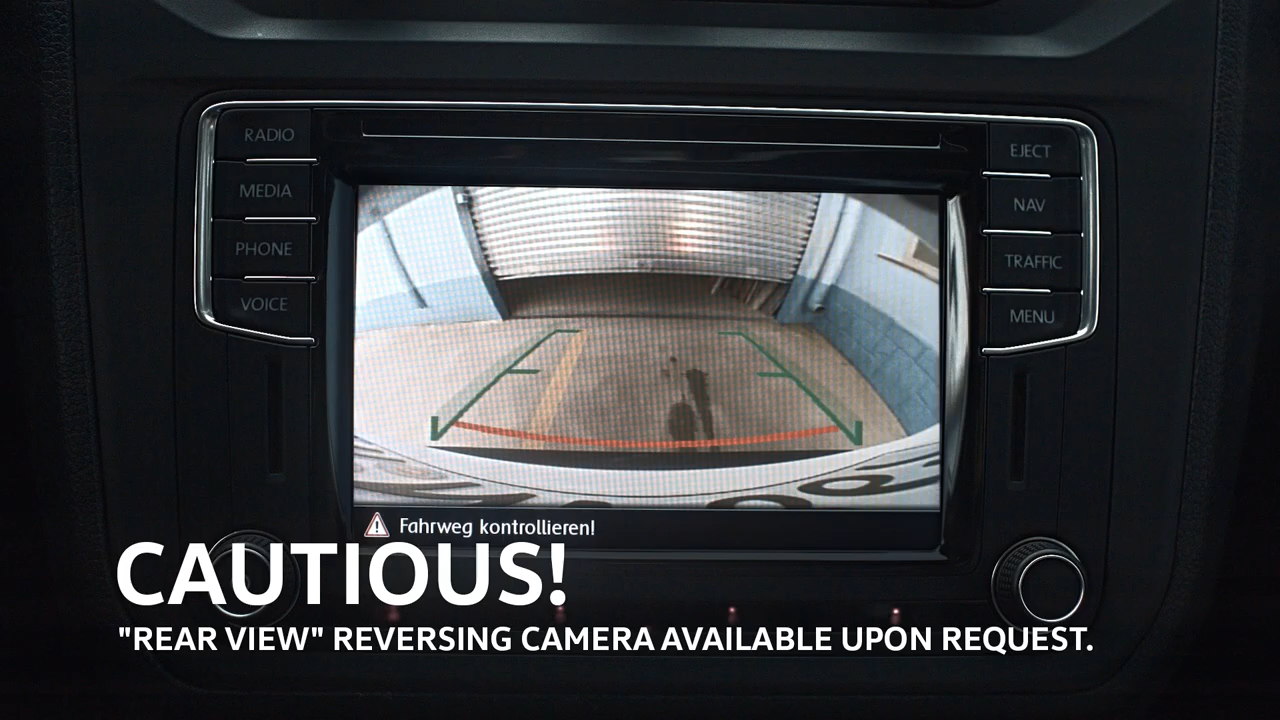 RADIO
MEDIA
PHONE
VOICE
EJECT
NAV
TRAFFIC
MENU
Fahrweg kontrollieren!
CAUTIOUS!
"REAR VIEW" REVERSING CAMERA AVAILABLE UPON REQUEST.